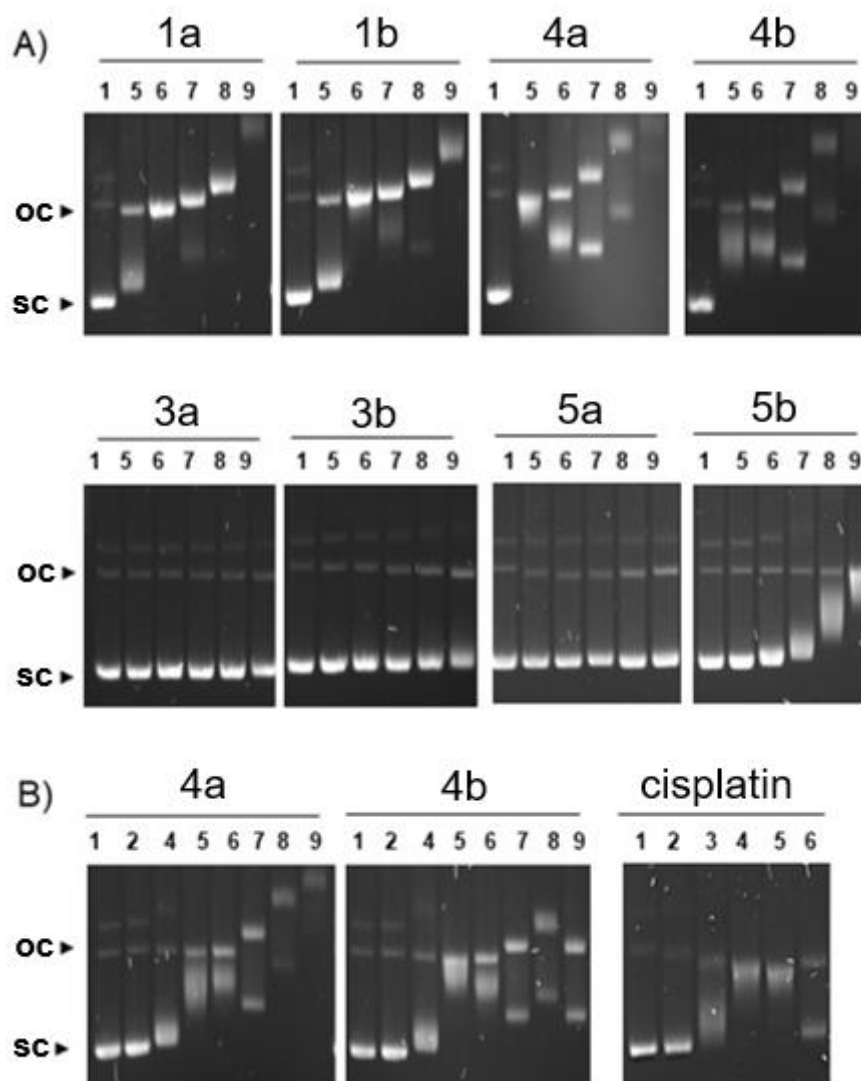 A)
1a 1b 4a 4b
1 5 6 7 8 9 1 5 6 7 8 9 1 5 6 7 8 9 1 5 6 7 8 9
OC ►
SC ►
3a 3b 5a 5b
1 5 6 7 8 9 1 5 6 7 8 9 1 5 6 7 8 9 1 5 6 7 8 9
OC ►
SC ►
B)
4a 4b cisplatin
1 2 4 5 6 7 8 9 1 2 4 5 6 7 8 9 1 2 3 4 5 6
OC ►
SC ►